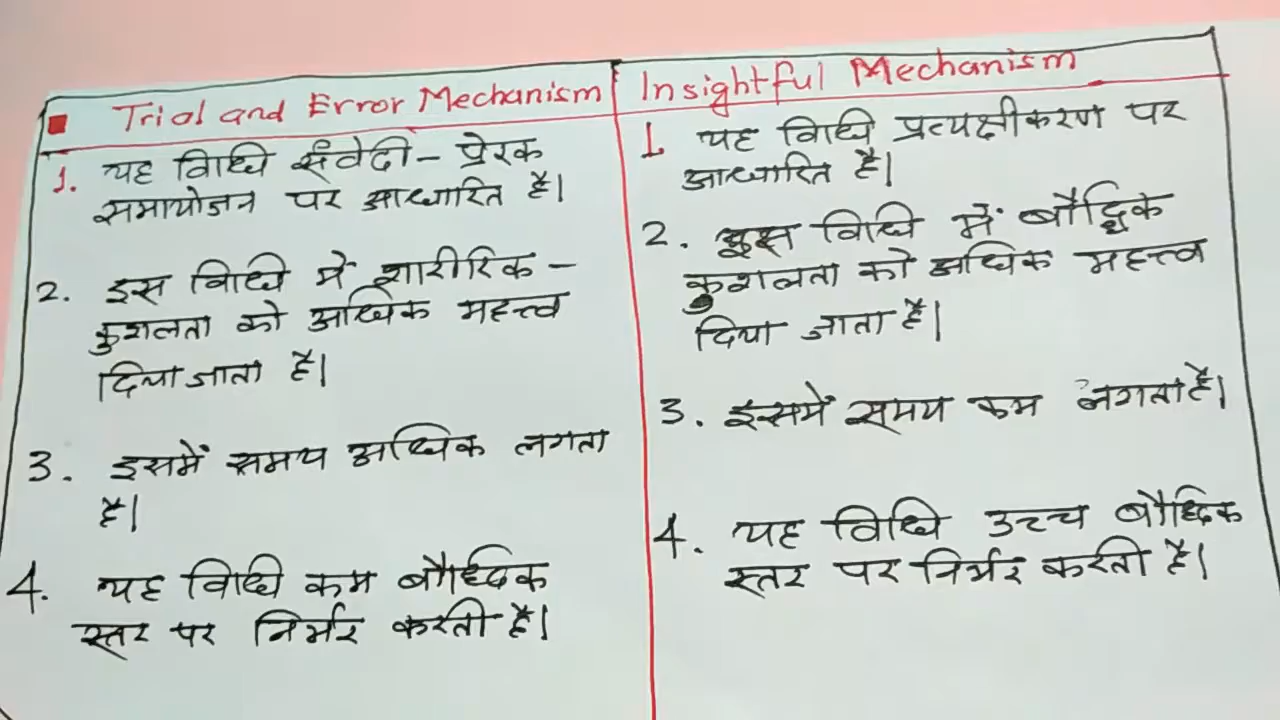 Trial and Error Mechanism
1. यह विधि संवेदी - प्रेरक
समायोजन पर आधारित है।
2. इस विधि में शारीरिक -
कुशलता को अधिक महत्त्व
दिया जाता है।
3. इसमें समय अधिक लगता
है।
4. यह विधि कम बौद्धिक
स्तर पर निर्भर करती है।
Insightful Mechanism
1. यह विधि प्रत्यक्षीकरण पर
आधारित है।
2. इस विधि में बौद्धिक
कुशलता को अधिक महत्त्व
दिया जाता है।
3. इसमें समय कम लगता है।
4. यह विधि उच्च बौद्धिक
स्तर पर निर्भर करती है।